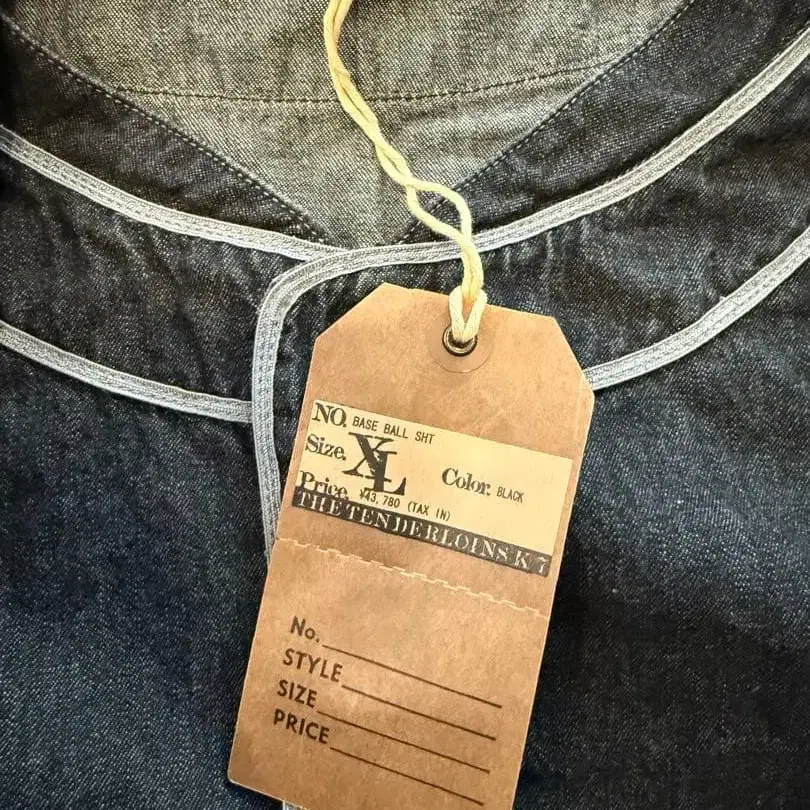 NO. BASE BALL SHT
Size. XL Color. BLACK
Price. ¥43,780 (TAX IN)
THE TENDERLOINS K 7
No.
STYLE
SIZE
PRICE